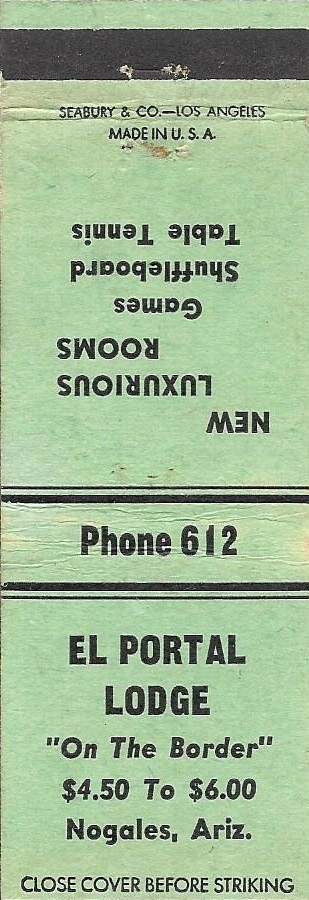 SEABURY & CO.—LOS ANGELES
MADE IN U. S. A.
NEW
LUXURIOUS
ROOMS
Games
Shuffleboard
Table Tennis
Phone 612
EL PORTAL
LODGE
"On The Border"
$4.50 To $6.00
Nogales, Ariz.
CLOSE COVER BEFORE STRIKING